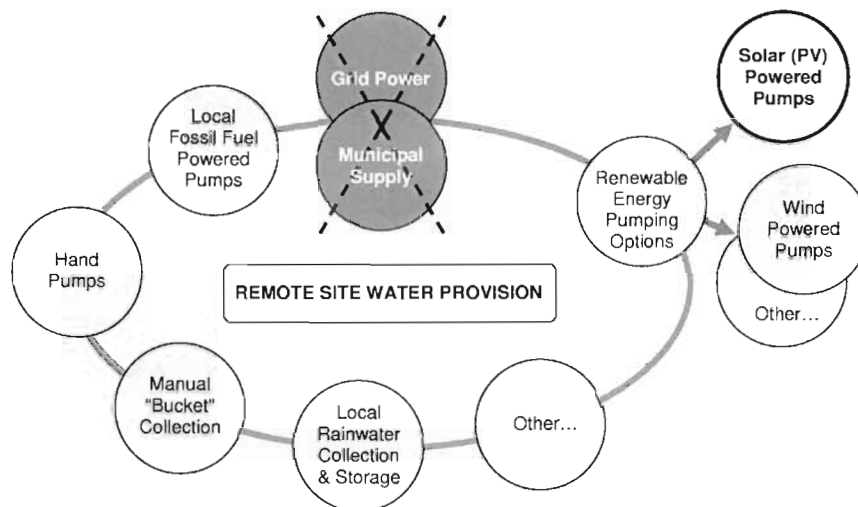 Grid Power
Municipal
Supply
Solar (PV)
Powered
Pumps
Local
Fossil Fuel
Powered
Pumps
Renewable
Energy
Pumping
Options
Wind
Powered
Pumps
Other...
Hand
Pumps
REMOTE SITE WATER PROVISION
Manual
"Bucket"
Collection
Local
Rainwater
Collection
& Storage
Other...